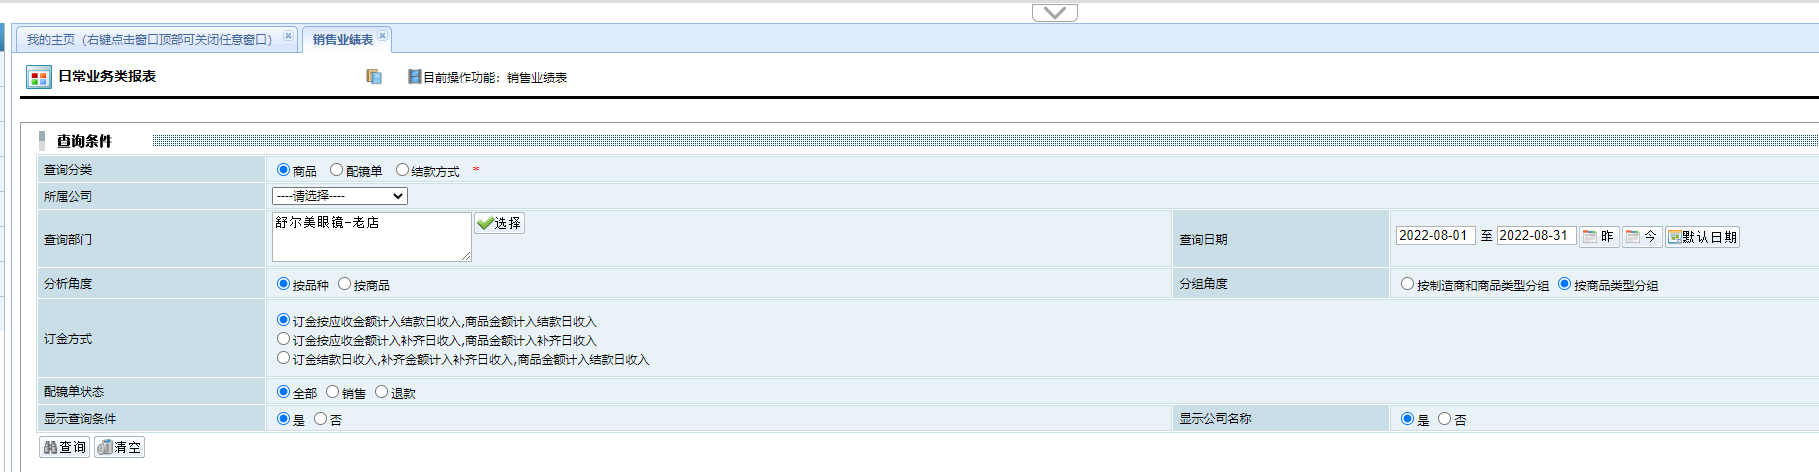 我的主页（右键点击窗口顶部可关闭任意窗口） 销售业绩表
日常业务类报表 目前操作功能：销售业绩表
查询条件
查询分类 商品 配镜单 结款方式 *
所属公司 ----请选择----
查询部门 舒尔美眼镜-老店 选择 查询日期 2022-08-01 至 2022-08-31 昨 今 默认日期
分析角度 按品种 按商品 分组角度 按制造商和商品类型分组 按商品类型分组
订金方式 订金按应收金额计入结款日收入,商品金额计入结款日收入
订金按应收金额计入补齐日收入,商品金额计入补齐日收入
订金结款日收入,补齐金额计入补齐日收入,商品金额计入结款日收入
配镜单状态 全部 销售 退款
显示查询条件 是 否 显示公司名称 是 否
查询 清空